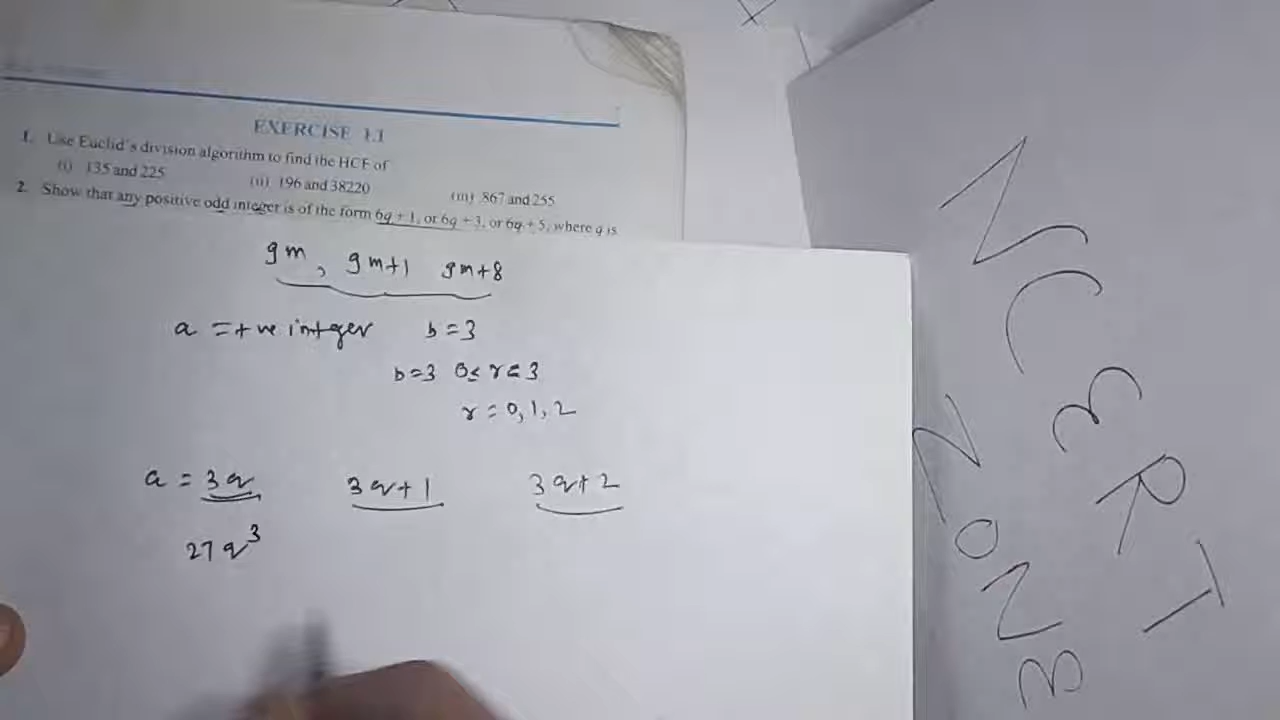 EXERCISE 1.1
1. Use Euclid's division algorithm to find the HCF of
(i) 135 and 225 (ii) 196 and 38220 (iii) 867 and 255
2. Show that any positive odd integer is of the form 6q + 1, or 6q + 3, or 6q + 5, where q is
9m, 9m+1 9m+8
a = +ve integer b = 3
b = 3 0 ≤ r ≤ 3
r = 0, 1, 2
a = 3q 3q+1 3q+2
27q³
NCERT
ZONE